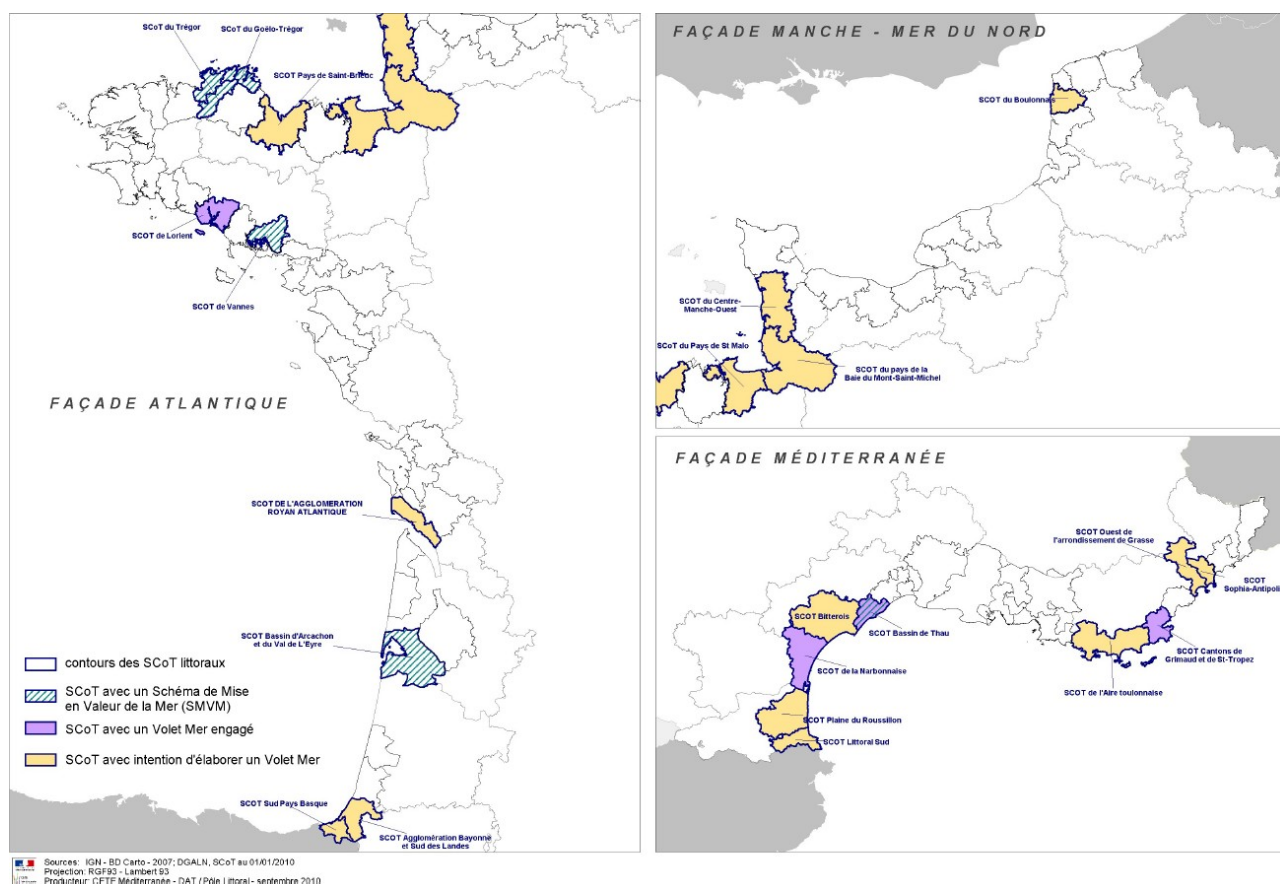 SCoT du Trégor
SCoT du Goëlo-Trégor
SCOT Pays de Saint-Brieuc
SCOT de Lorient
SCOT de Vannes
FAÇADE ATLANTIQUE
SCOT DE L'AGGLOMERATION
ROYAN ATLANTIQUE
SCOT Bassin d'Arcachon
et du Val de L'Eyre
contours des SCoT littoraux
SCoT avec un Schéma de Mise
en Valeur de la Mer (SMVM)
SCoT avec un Volet Mer engagé
SCoT avec intention d'élaborer un Volet Mer
SCOT Sud Pays Basque
SCOT Agglomération Bayonne
et Sud des Landes
FAÇADE MANCHE - MER DU NORD
SCOT du Boulonnais
SCOT du Centre-
Manche-Ouest
SCoT du Pays de St Malo
SCOT du pays de la
Baie du Mont-Saint-Michel
FAÇADE MÉDITERRANÉE
SCOT Ouest de
l'arrondissement de Grasse
SCOT
Sophia-Antipoli
SCOT Bitterois
SCOT Bassin de Thau
SCOT Cantons de
Grimaud et de St-Tropez
SCOT de la Narbonnaise
SCOT de l'Aire toulonnaise
SCOT Plaine du Roussillon
SCOT Littoral Sud
Sources: IGN - BD Carto - 2007; DGALN, SCoT au 01/01/2010
Projection: RGF93 - Lambert 93
Producteur: CETE Méditerranée - DAT / Pôle Littoral - septembre 2010